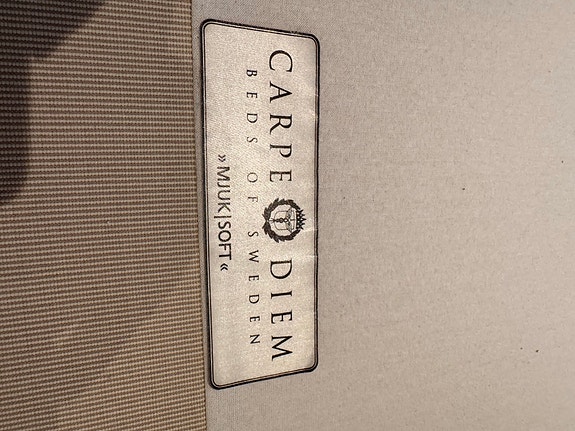 CARPE DIEM
BEDS OF SWEDEN
»MJUK|SOFT«